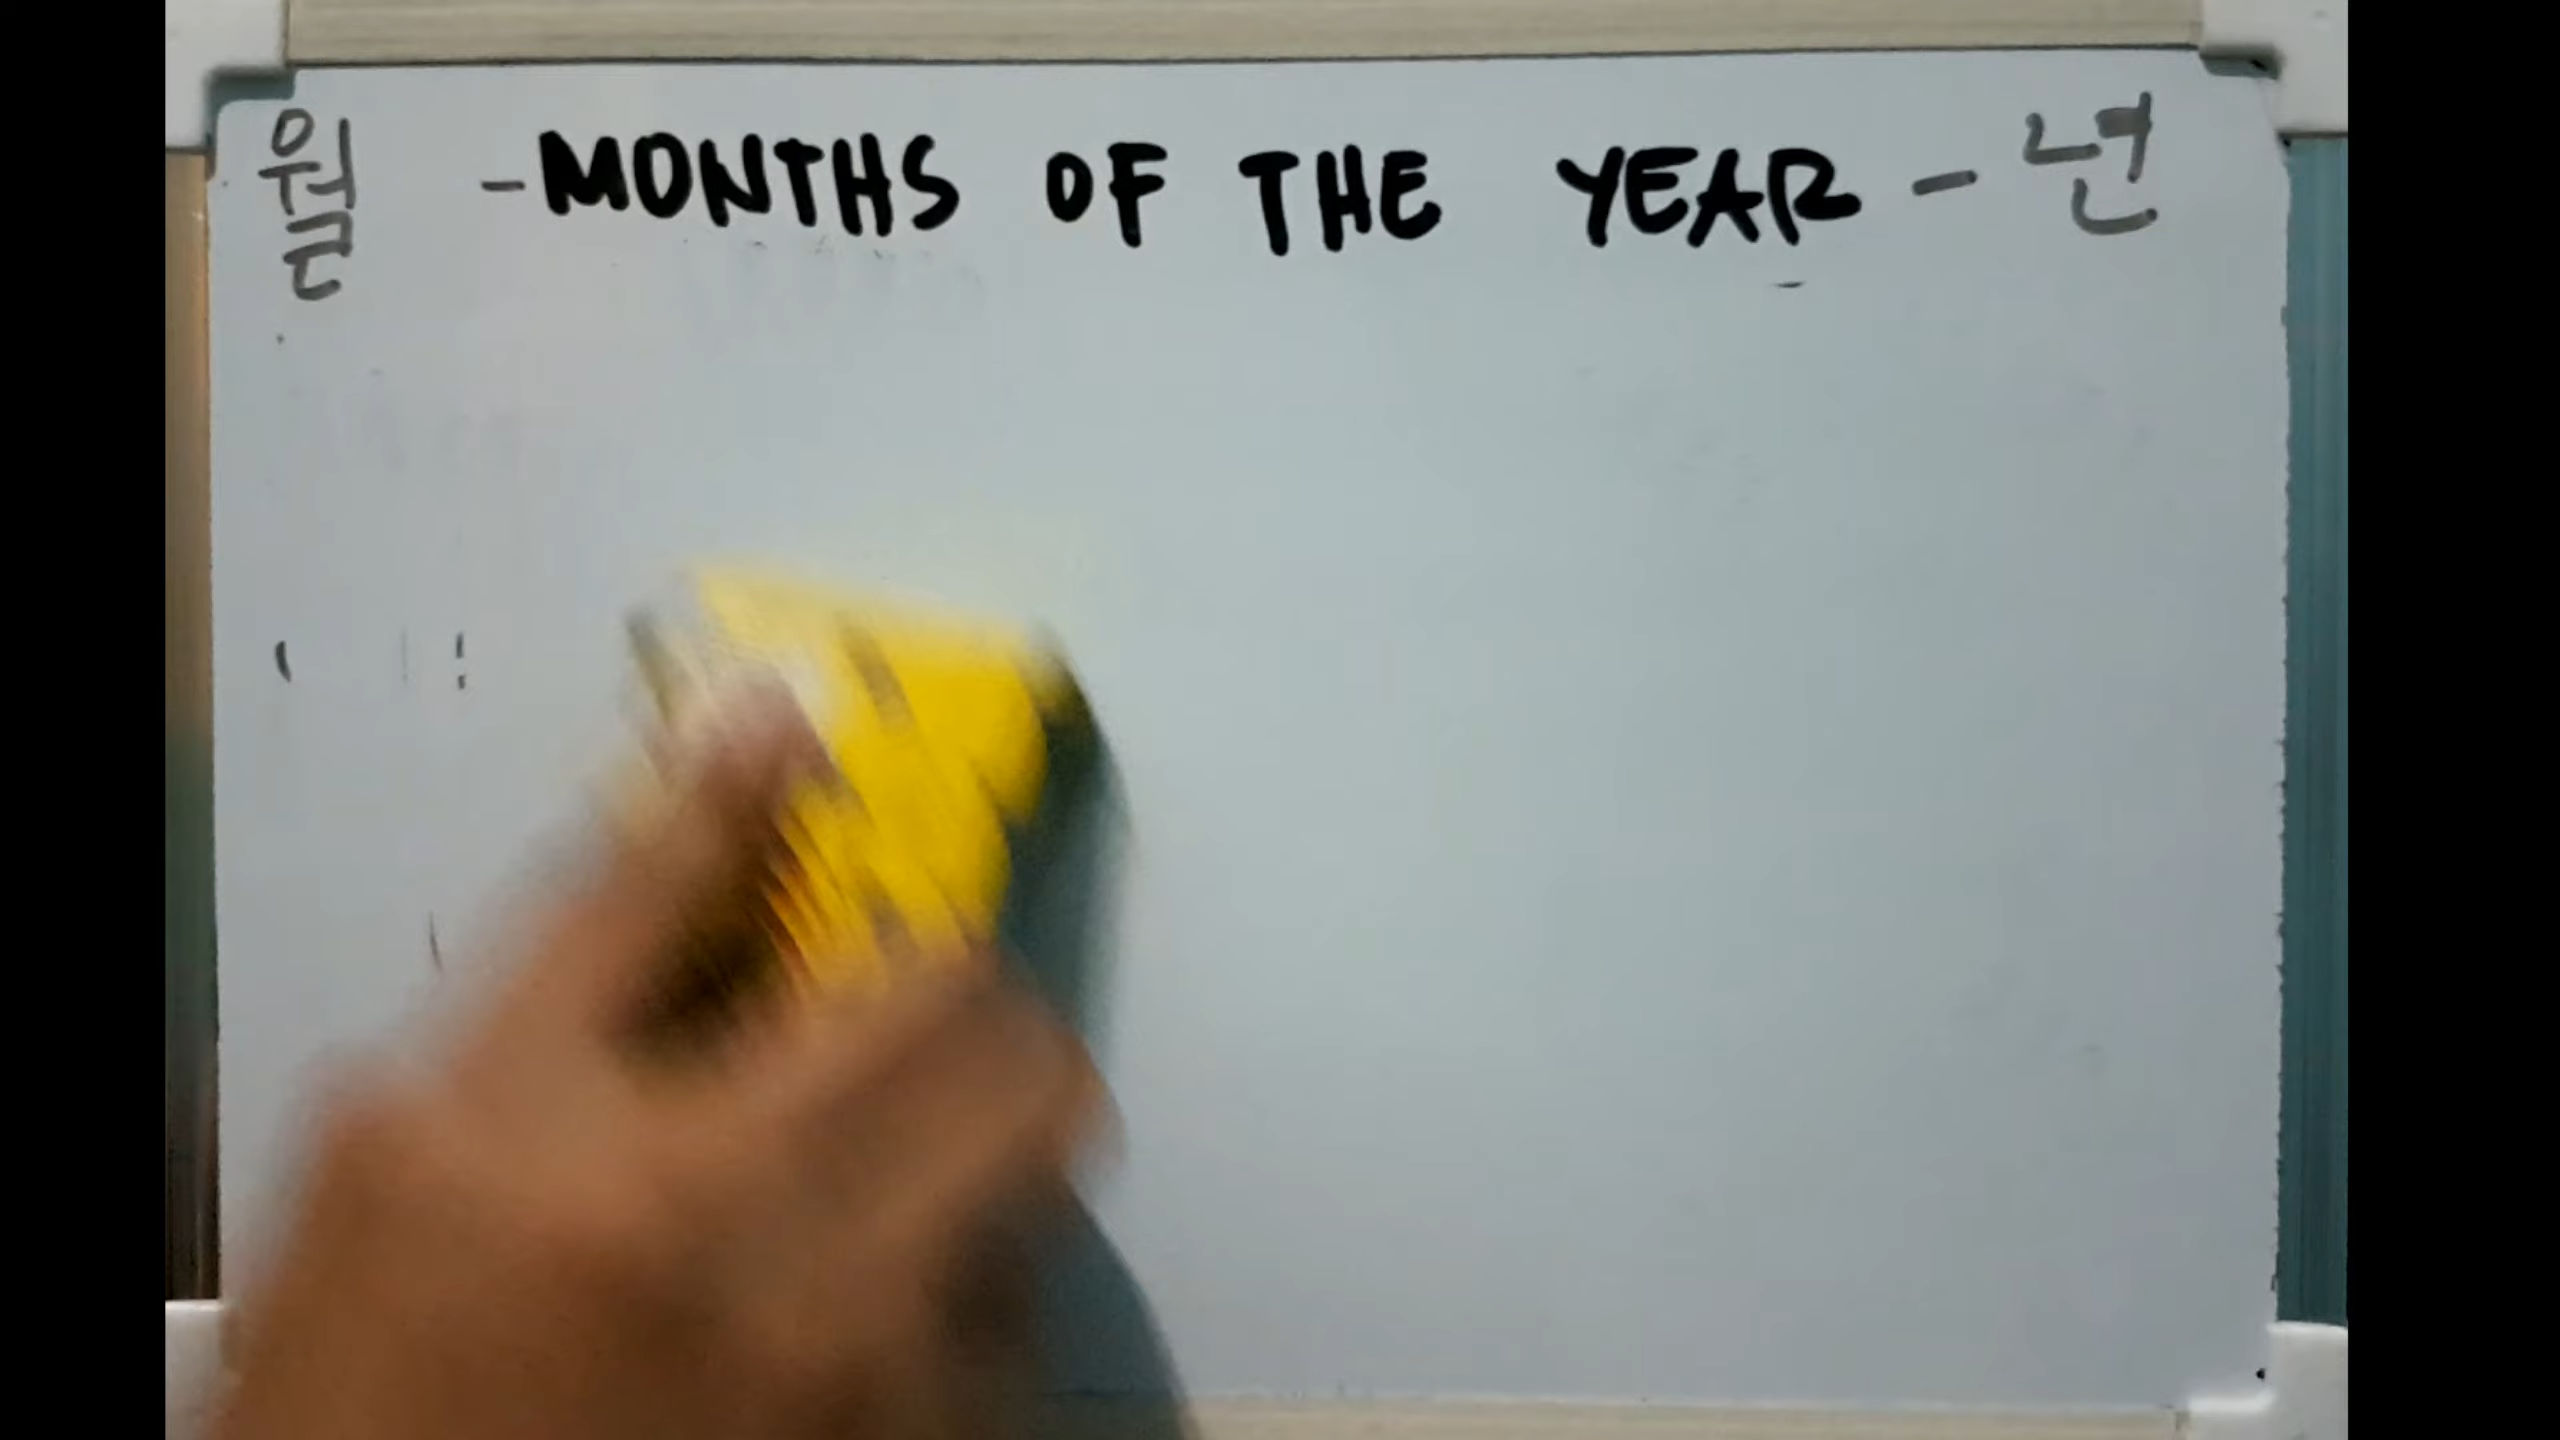 월 -MONTHS OF THE YEAR - 년